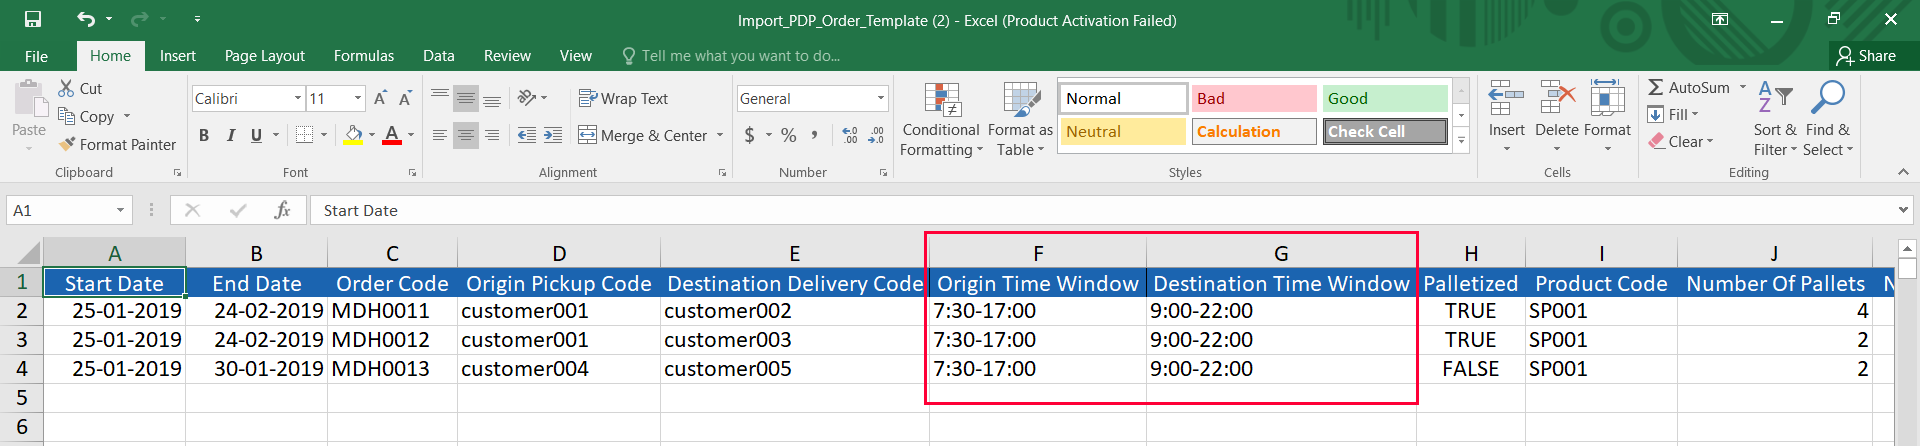 Import_PDP_Order_Template (2) - Excel (Product Activation Failed)
File Home Insert Page Layout Formulas Data Review View Tell me what you want to do... Share
Paste
Cut
Copy
Format Painter
Clipboard
Calibri 11
B I U A
Font
Wrap Text
Merge & Center
Alignment
General
$ % ,
Number
Conditional Formatting
Format as Table
Normal Bad Good
Neutral Calculation Check Cell
Styles
Insert Delete Format
Cells
AutoSum
Fill
Clear
Sort & Filter
Find & Select
Editing
A1 fx Start Date
A B C D E F G H I J
1 Start Date End Date Order Code Origin Pickup Code Destination Delivery Code Origin Time Window Destination Time Window Palletized Product Code Number Of Pallets N
2 25-01-2019 24-02-2019 MDH0011 customer001 customer002 7:30-17:00 9:00-22:00 TRUE SP001 4
3 25-01-2019 24-02-2019 MDH0012 customer001 customer003 7:30-17:00 9:00-22:00 TRUE SP001 2
4 25-01-2019 30-01-2019 MDH0013 customer004 customer005 7:30-17:00 9:00-22:00 FALSE SP001 2
5
6